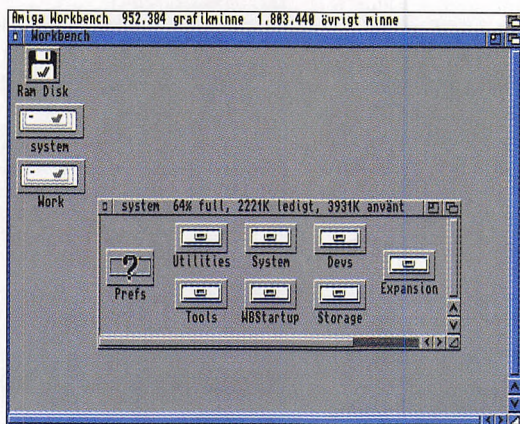 Amiga Workbench 952.384 grafikminne 1.803.440 övrigt minne
Workbench
Ram Disk
system
Work
system 64% full, 2221K ledigt, 3931K använt
Prefs
Utilities System Devs
Expansion
Tools WBStartup Storage